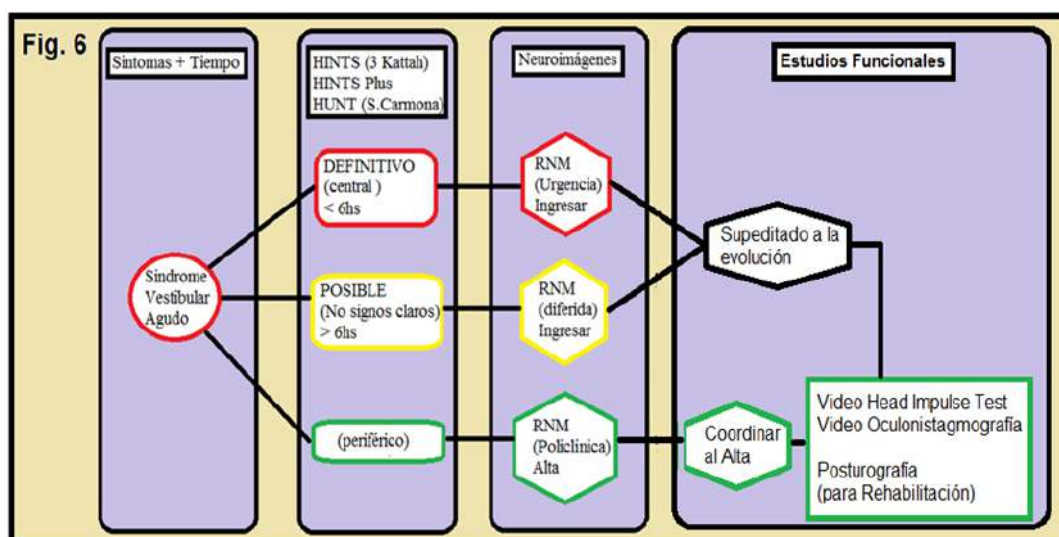 Fig. 6
Sintomas + Tiempo
HINTS (3 Kattah)
HINTS Plus
HUNT (S.Carmona)
Neuroimágenes
Estudios Funcionales
Síndrome
Vestibular
Agudo
DEFINITIVO
(central )
< 6hs
RNM
(Urgencia)
Ingresar
POSIBLE
(No signos claros)
> 6hs
RNM
(diferida)
Ingresar
Supeditado a la
evolución
(periférico)
RNM
(Policlínica)
Alta
Coordinar
al Alta
Video Head Impulse Test
Video Oculonistagmografía
Posturografía
(para Rehabilitación)